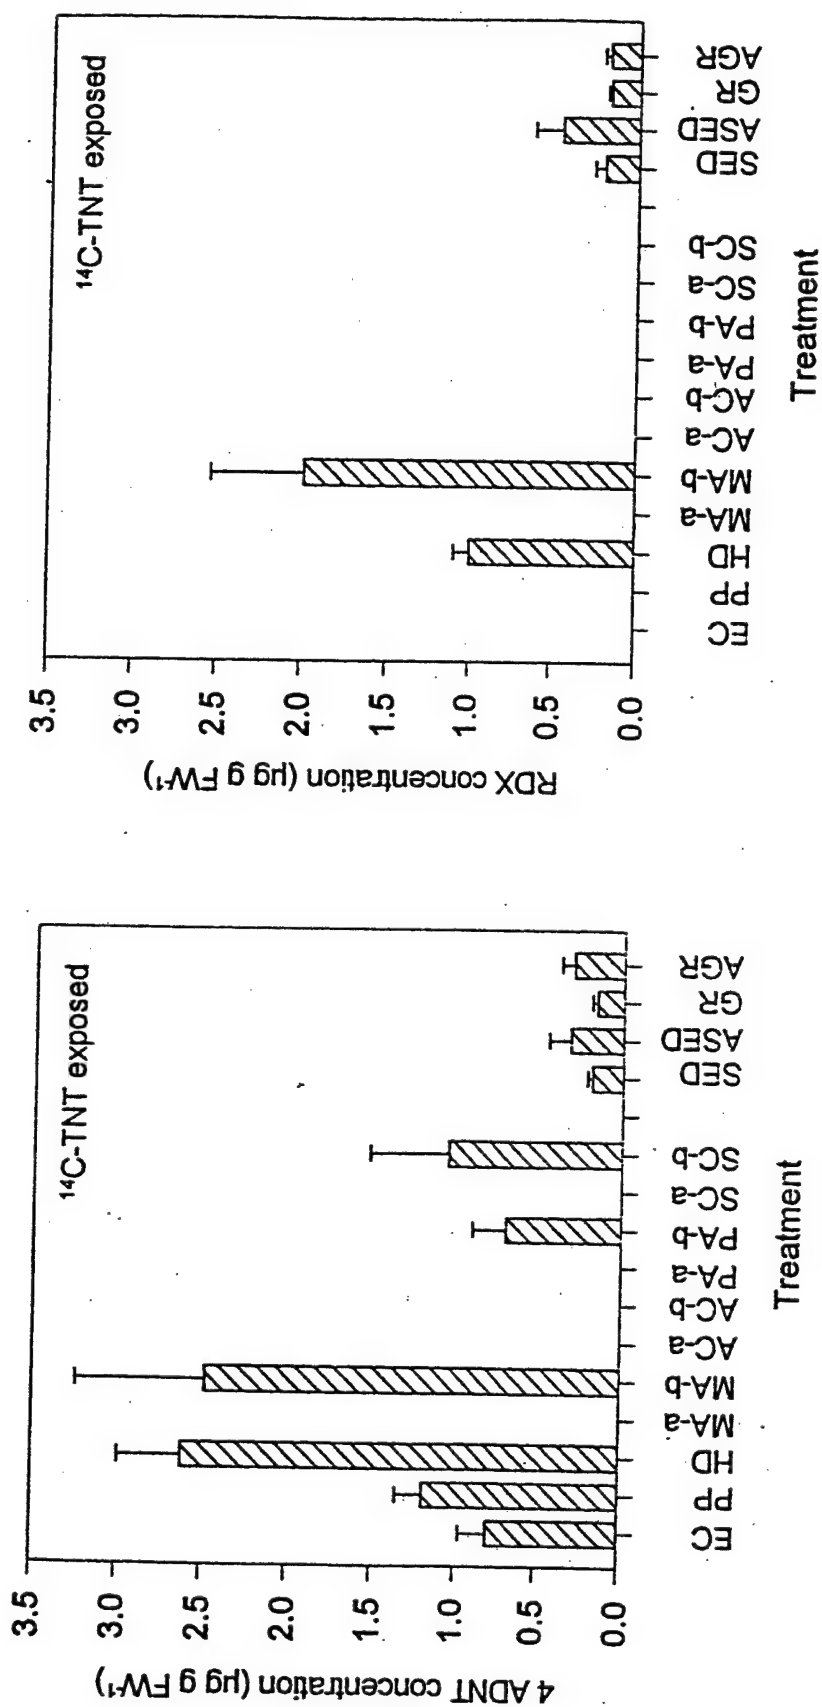 ¹⁴C-TNT exposed
4 ADNT concentration (µg g FW⁻¹)
3.5
3.0
2.5
2.0
1.5
1.0
0.5
0.0
EC
PP
HD
MA-a
MA-b
AC-a
AC-b
PA-a
PA-b
SC-a
SC-b
SED
ASED
GR
AGR
Treatment
¹⁴C-TNT exposed
RDX concentration (µg g FW⁻¹)
3.5
3.0
2.5
2.0
1.5
1.0
0.5
0.0
EC
PP
HD
MA-a
MA-b
AC-a
AC-b
PA-a
PA-b
SC-a
SC-b
SED
ASED
GR
AGR
Treatment